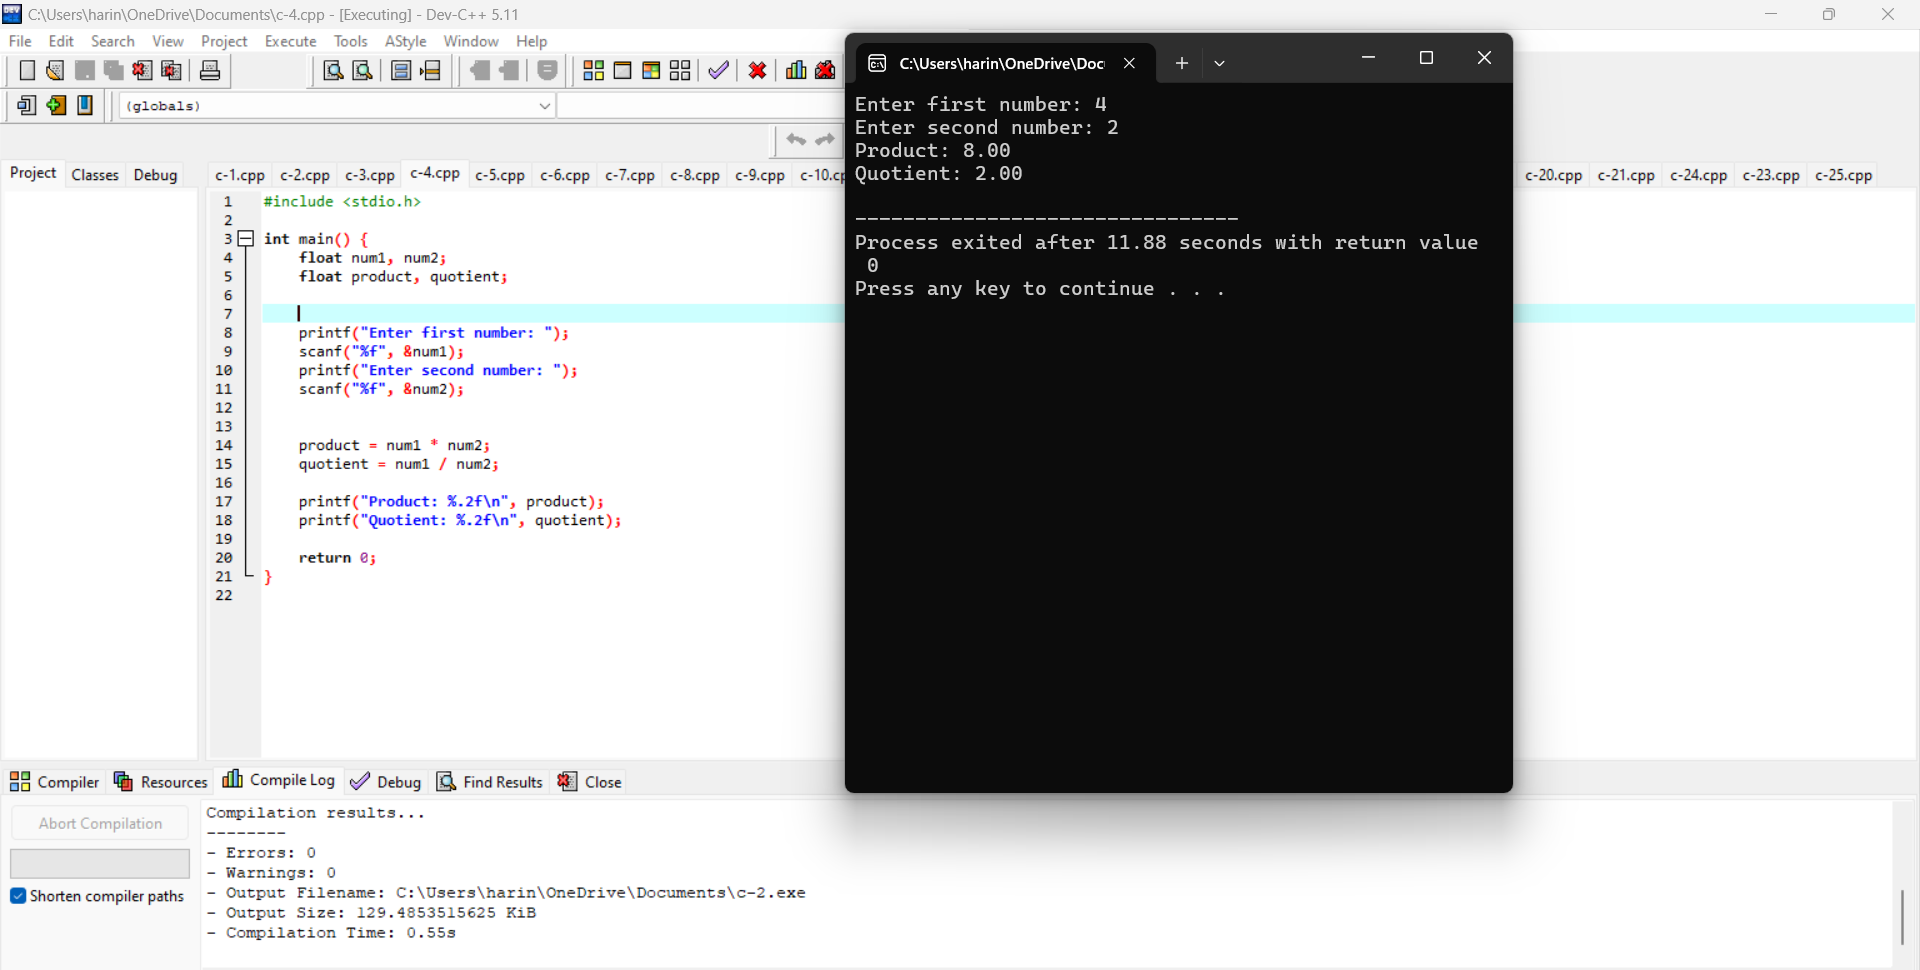 C:\Users\harin\OneDrive\Documents\c-4.cpp - [Executing] - Dev-C++ 5.11
File Edit Search View Project Execute Tools AStyle Window Help
(globals)
Project Classes Debug
c-1.cpp c-2.cpp c-3.cpp c-4.cpp c-5.cpp c-6.cpp c-7.cpp c-8.cpp c-9.cpp c-10.cp c-20.cpp c-21.cpp c-24.cpp c-23.cpp c-25.cpp
1 #include <stdio.h>
2
3 int main() {
4 float num1, num2;
5 float product, quotient;
6
7
8 printf("Enter first number: ");
9 scanf("%f", &num1);
10 printf("Enter second number: ");
11 scanf("%f", &num2);
12
13
14 product = num1 * num2;
15 quotient = num1 / num2;
16
17 printf("Product: %.2f\n", product);
18 printf("Quotient: %.2f\n", quotient);
19
20 return 0;
21 }
22
C:\Users\harin\OneDrive\Doc
Enter first number: 4
Enter second number: 2
Product: 8.00
Quotient: 2.00
--------------------------------
Process exited after 11.88 seconds with return value
0
Press any key to continue . . .
Compiler Resources Compile Log Debug Find Results Close
Abort Compilation
Shorten compiler paths
Compilation results...
--------
- Errors: 0
- Warnings: 0
- Output Filename: C:\Users\harin\OneDrive\Documents\c-2.exe
- Output Size: 129.4853515625 KiB
- Compilation Time: 0.55s